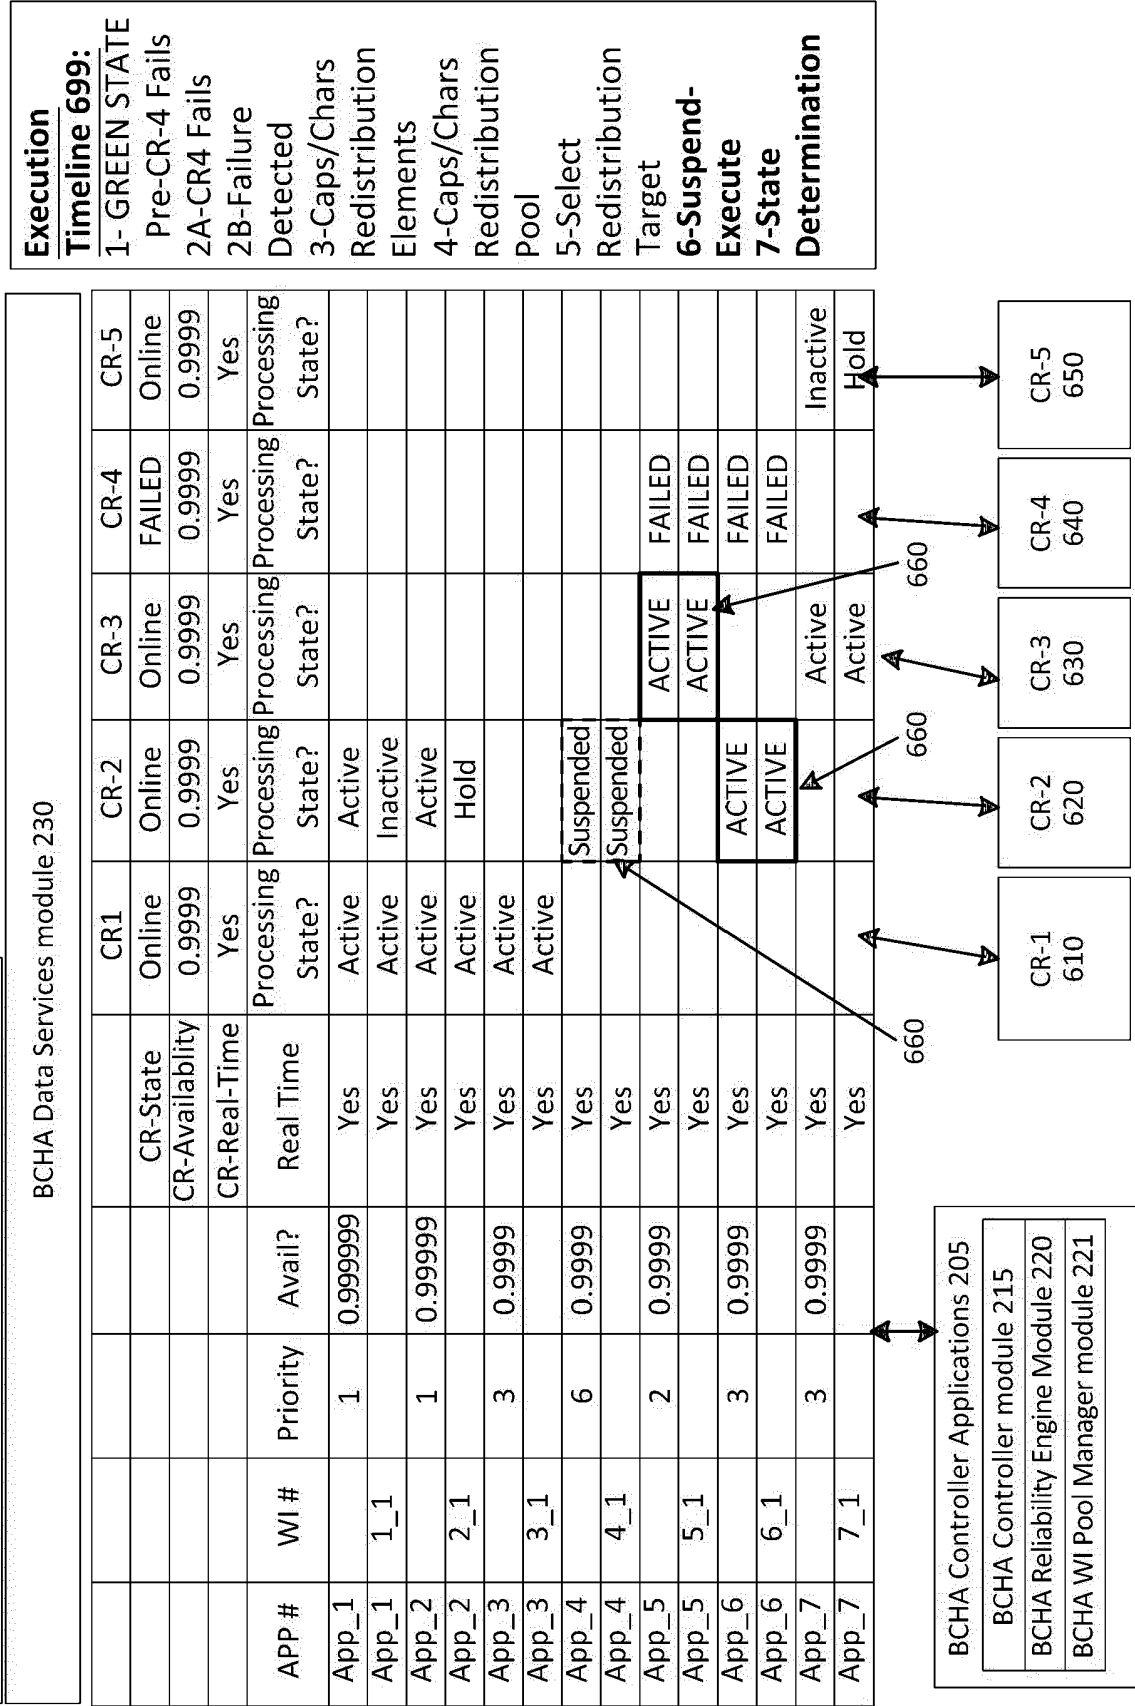 BCHA Data Services module 230
CR1 CR-2 CR-3 CR-4 CR-5
CR-State Online Online Online FAILED Online
CR-Availablity 0.9999 0.9999 0.9999 0.9999 0.9999
CR-Real-Time Yes Yes Yes Yes Yes
APP # WI # Priority Avail? Real Time Processing State? Processing State? Processing State? Processing State? Processing State?
App_1 1 0.999999 Yes Active Active
App_1 1_1 Yes Active Inactive
App_2 1 0.99999 Yes Active Active
App_2 2_1 Yes Active Hold
App_3 3 0.9999 Yes Active
App_3 3_1 Yes Active
App_4 6 0.9999 Yes Suspended
App_4 4_1 Yes Suspended
App_5 2 0.9999 Yes ACTIVE FAILED
App_5 5_1 Yes ACTIVE FAILED
App_6 3 0.9999 Yes ACTIVE FAILED
App_6 6_1 Yes ACTIVE FAILED
App_7 3 0.9999 Yes Active Inactive
App_7 7_1 Yes Active Hold
660
660
660
BCHA Controller Applications 205
BCHA Controller module 215
BCHA Reliability Engine Module 220
BCHA WI Pool Manager module 221
CR-1
610
CR-2
620
CR-3
630
CR-4
640
CR-5
650
Execution
Timeline 699:
1- GREEN STATE
Pre-CR-4 Fails
2A-CR4 Fails
2B-Failure
Detected
3-Caps/Chars
Redistribution
Elements
4-Caps/Chars
Redistribution
Pool
5-Select
Redistribution
Target
6-Suspend-
Execute
7-State
Determination